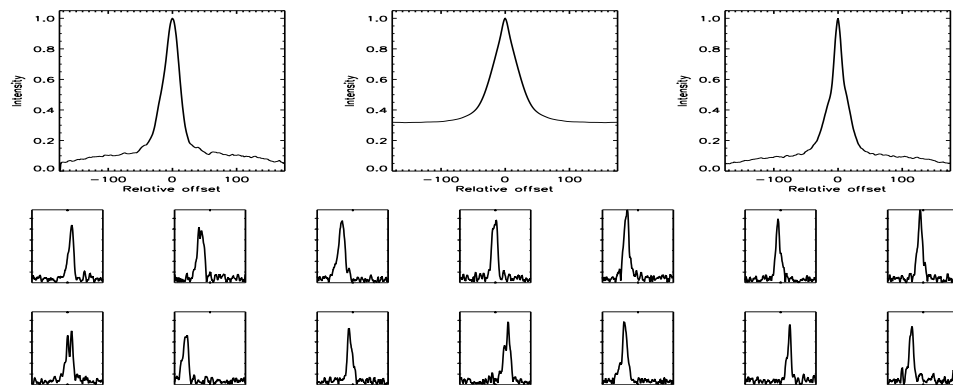 1.0 1.0 1.0
0.8 0.8 0.8
0.6 0.6 0.6
Intensity Intensity Intensity
0.4 0.4 0.4
0.2 0.2 0.2
0.0 0.0 0.0
−100 0 100 −100 0 100 −100 0 100
Relative offset Relative offset Relative offset